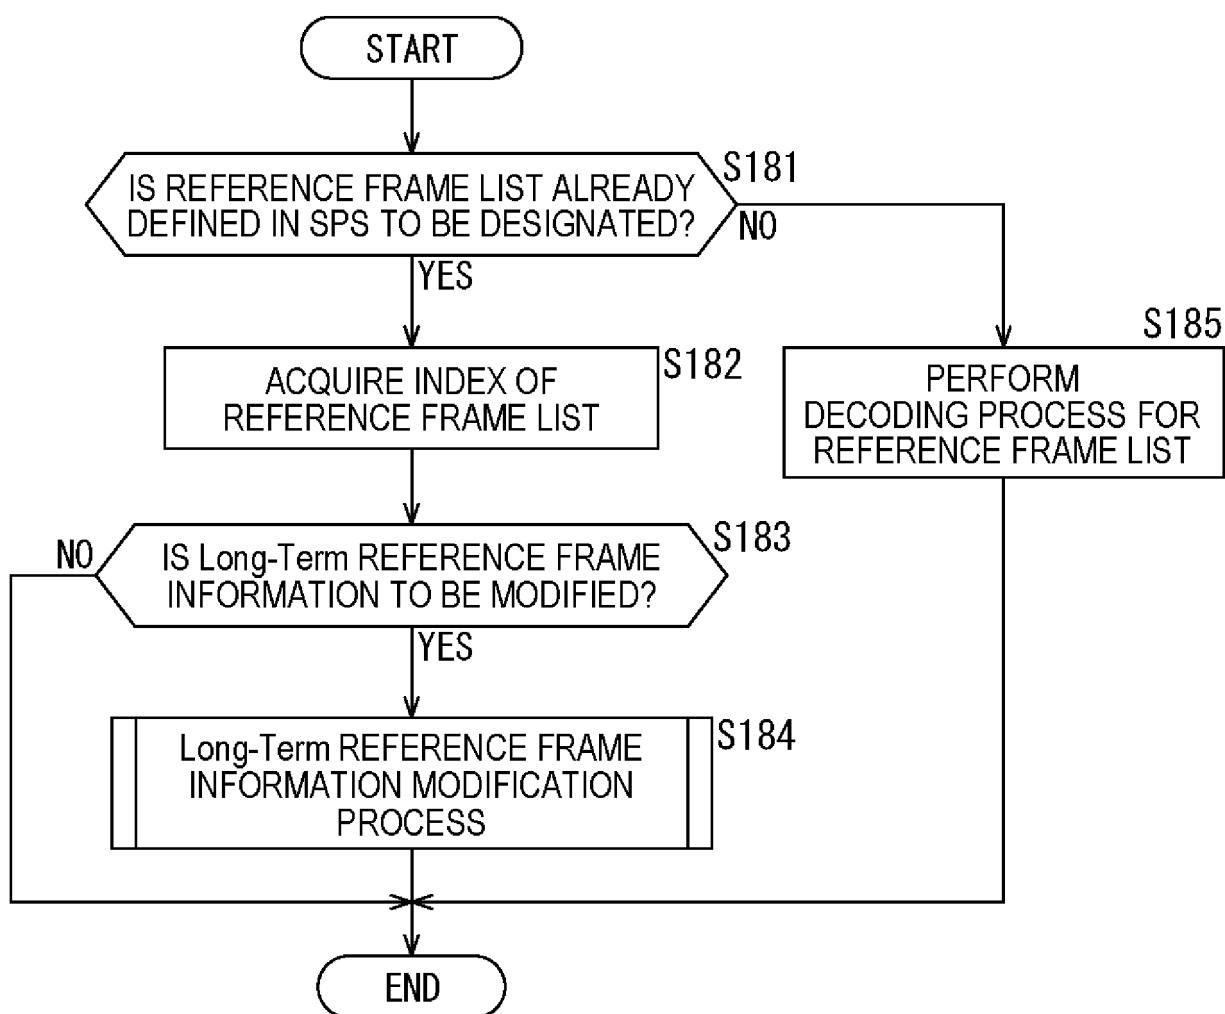 START
IS REFERENCE FRAME LIST ALREADY
DEFINED IN SPS TO BE DESIGNATED?
S181
NO
YES
ACQUIRE INDEX OF
REFERENCE FRAME LIST
S182
S185
PERFORM
DECODING PROCESS FOR
REFERENCE FRAME LIST
NO
IS Long-Term REFERENCE FRAME
INFORMATION TO BE MODIFIED?
S183
YES
Long-Term REFERENCE FRAME
INFORMATION MODIFICATION
PROCESS
S184
END